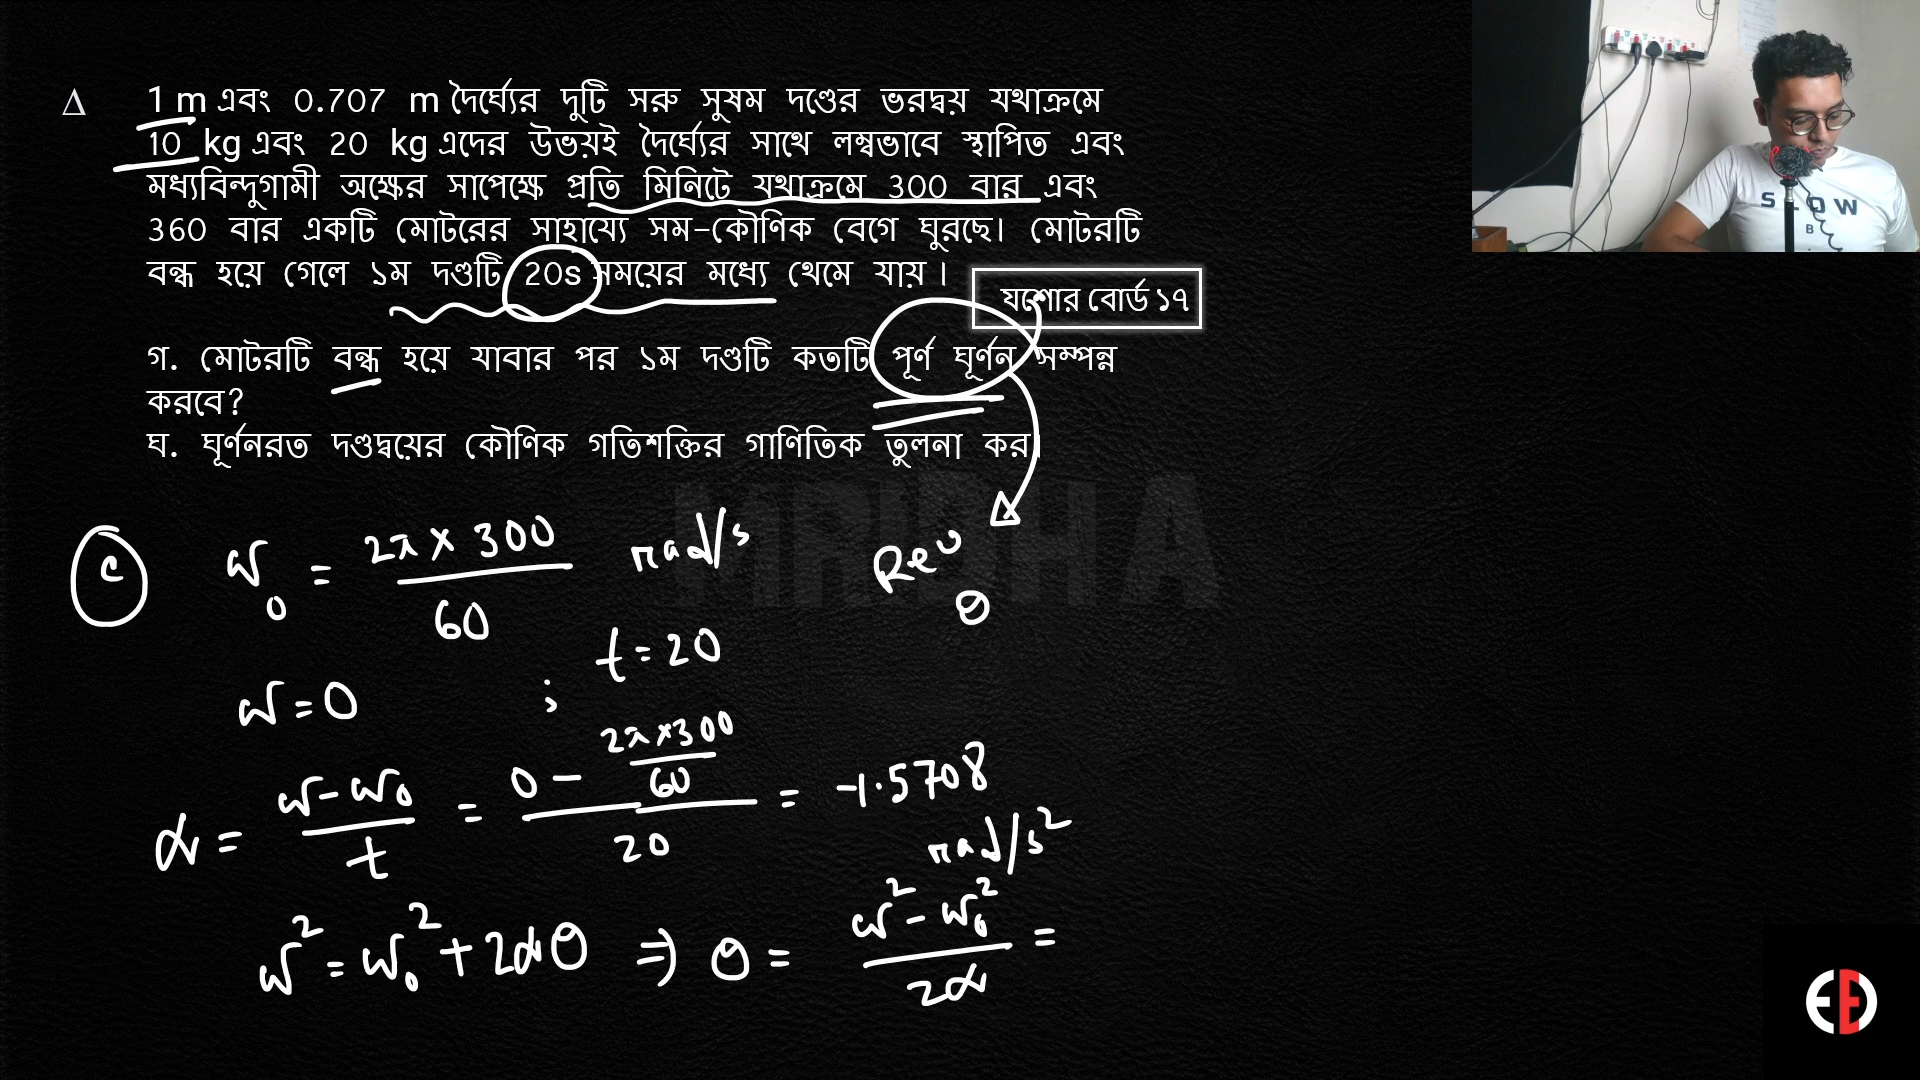 Δ 1 m এবং 0.707 m দৈর্ঘ্যের দুটি সরু সুষম দণ্ডের ভরদ্বয় যথাক্রমে
10 kg এবং 20 kg এদের উভয়ই দৈর্ঘ্যের সাথে লম্বভাবে স্থাপিত এবং
মধ্যবিন্দুগামী অক্ষের সাপেক্ষে প্রতি মিনিটে যথাক্রমে 300 বার এবং
360 বার একটি মোটরের সাহায্যে সম-কৌণিক বেগে ঘুরছে। মোটরটি
বন্ধ হয়ে গেলে ১ম দণ্ডটি 20s সময়ের মধ্যে থেমে যায়।
যশোর বোর্ড ১৭
গ. মোটরটি বন্ধ হয়ে যাবার পর ১ম দণ্ডটি কতটি পূর্ণ ঘূর্ণন সম্পন্ন
করবে?
ঘ. ঘূর্ণনরত দণ্ডদ্বয়ের কৌণিক গতিশক্তির গাণিতিক তুলনা কর।
MRIDHA
C ω₀ = (2π × 300)/60 rad/s
Rev
θ
ω = 0 ; t = 20
α = (ω - ω₀)/t = (0 - (2π×300)/60)/20 = -1.5708 rad/s²
ω² = ω₀² + 2αθ ⇒ θ = (ω² - ω₀²)/2α =
SLOW
B